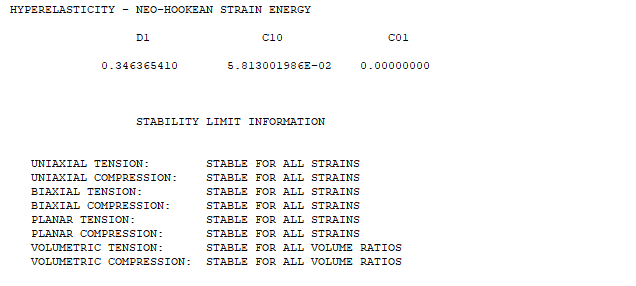 HYPERELASTICITY - NEO-HOOKEAN STRAIN ENERGY
D1 C10 C01
0.346365410 5.813001986E-02 0.00000000
STABILITY LIMIT INFORMATION
UNIAXIAL TENSION: STABLE FOR ALL STRAINS
UNIAXIAL COMPRESSION: STABLE FOR ALL STRAINS
BIAXIAL TENSION: STABLE FOR ALL STRAINS
BIAXIAL COMPRESSION: STABLE FOR ALL STRAINS
PLANAR TENSION: STABLE FOR ALL STRAINS
PLANAR COMPRESSION: STABLE FOR ALL STRAINS
VOLUMETRIC TENSION: STABLE FOR ALL VOLUME RATIOS
VOLUMETRIC COMPRESSION: STABLE FOR ALL VOLUME RATIOS